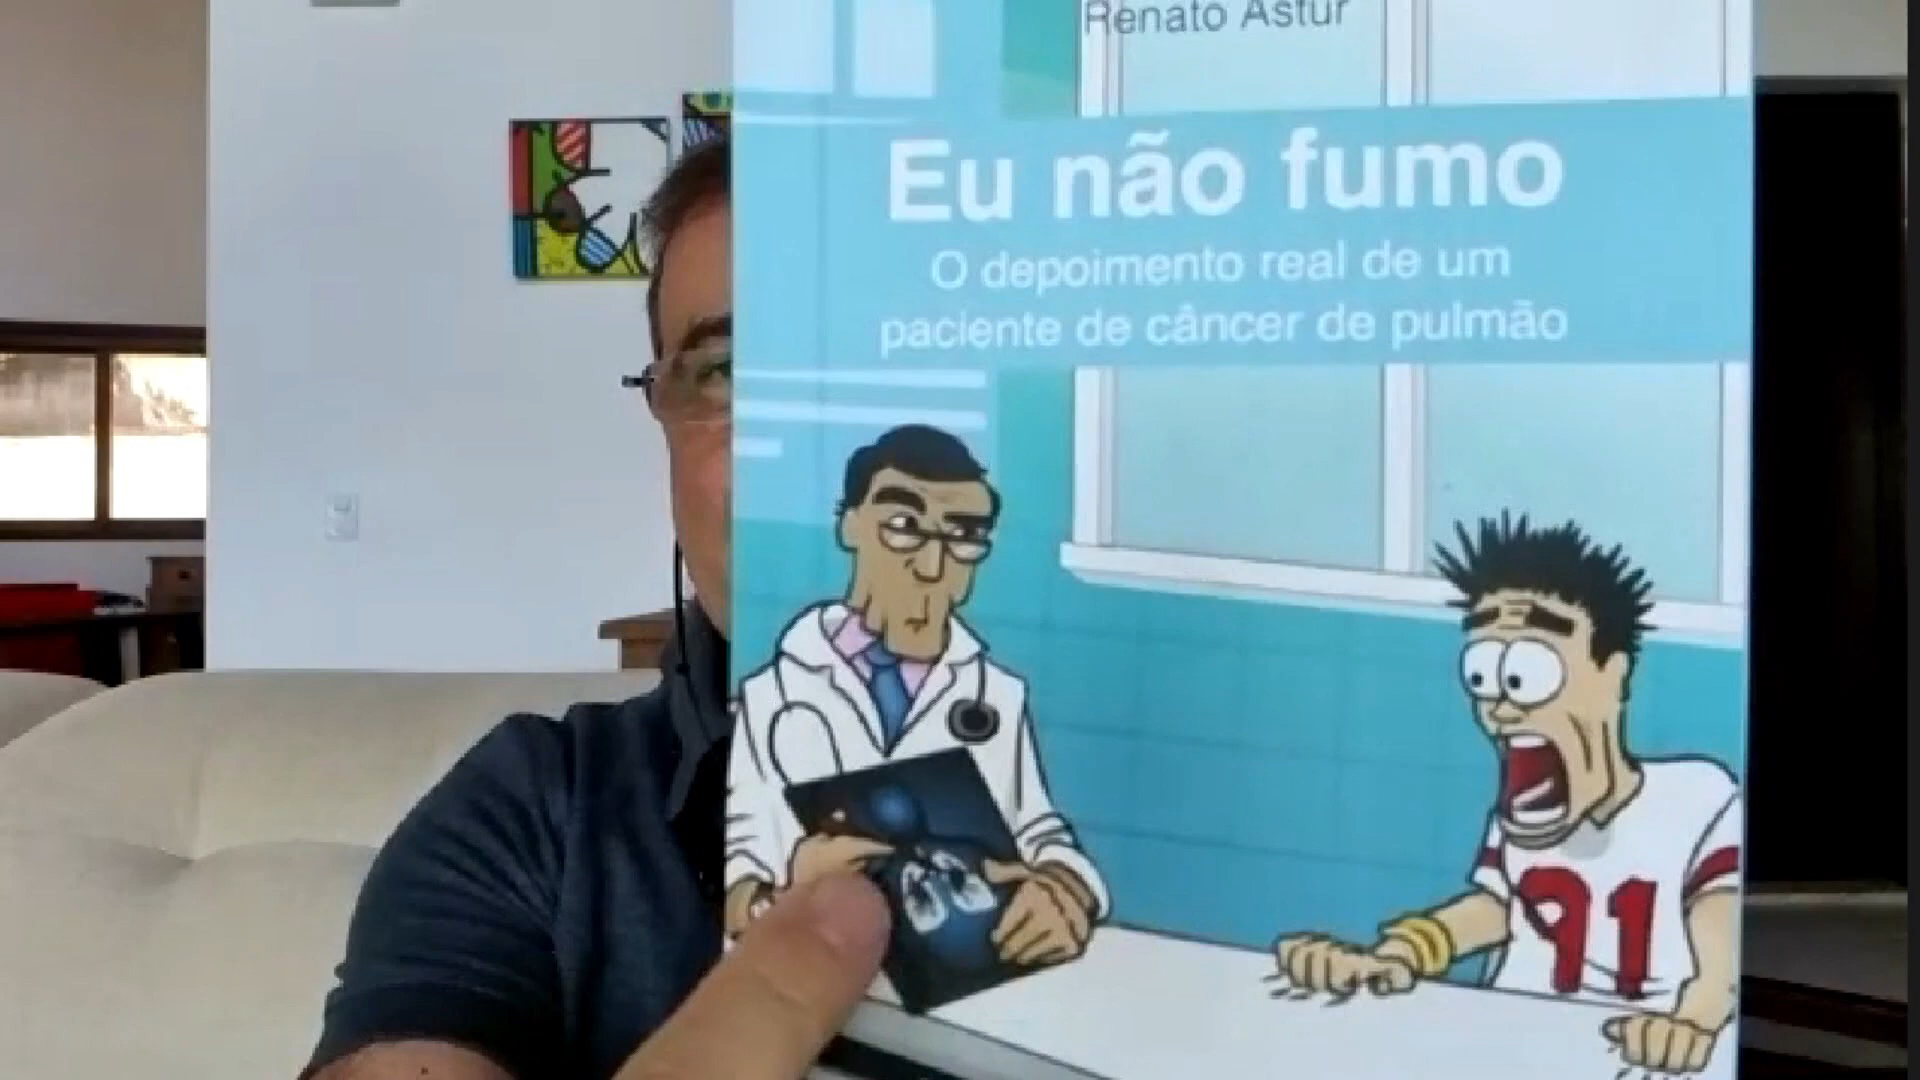 Renato Astur
Eu não fumo
O depoimento real de um
paciente de câncer de pulmão
91